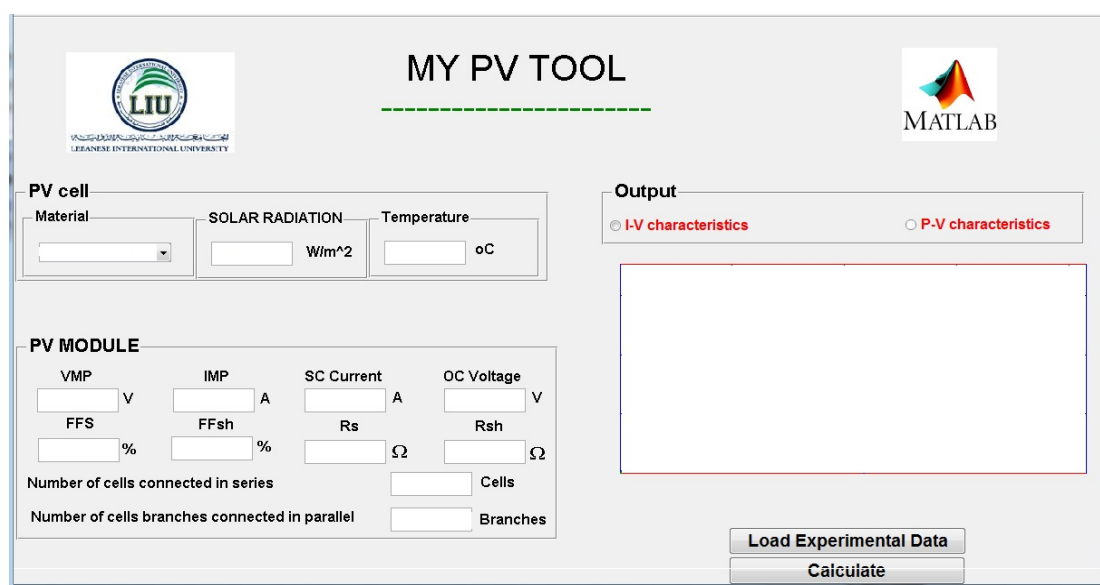 MY PV TOOL
LIU
LEBANESE INTERNATIONAL UNIVERSITY
MATLAB
PV cell
Material
SOLAR RADIATION
W/m^2
Temperature
oC
Output
I-V characteristics
P-V characteristics
PV MODULE
VMP
IMP
SC Current
OC Voltage
V
A
A
V
FFS
FFsh
Rs
Rsh
%
%
Ω
Ω
Number of cells connected in series
Cells
Number of cells branches connected in parallel
Branches
Load Experimental Data
Calculate